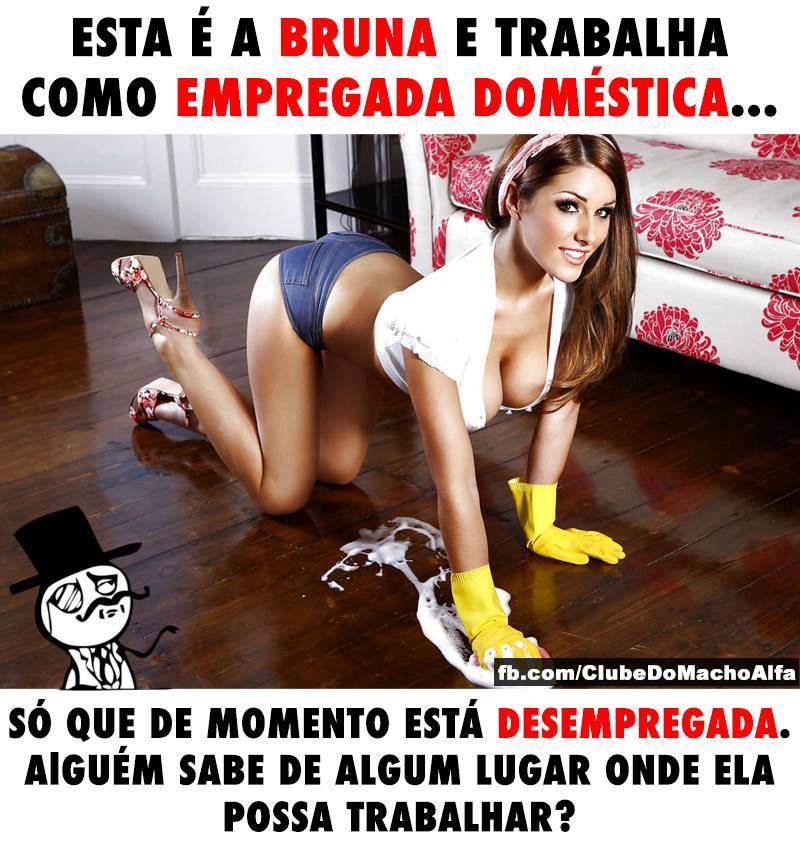 ESTA É A BRUNA E TRABALHA
COMO EMPREGADA DOMÉSTICA...
fb.com/ClubeDoMachoAlfa
SÓ QUE DE MOMENTO ESTÁ DESEMPREGADA.
AlGUÉM SABE DE ALGUM LUGAR ONDE ELA
POSSA TRABALHAR?